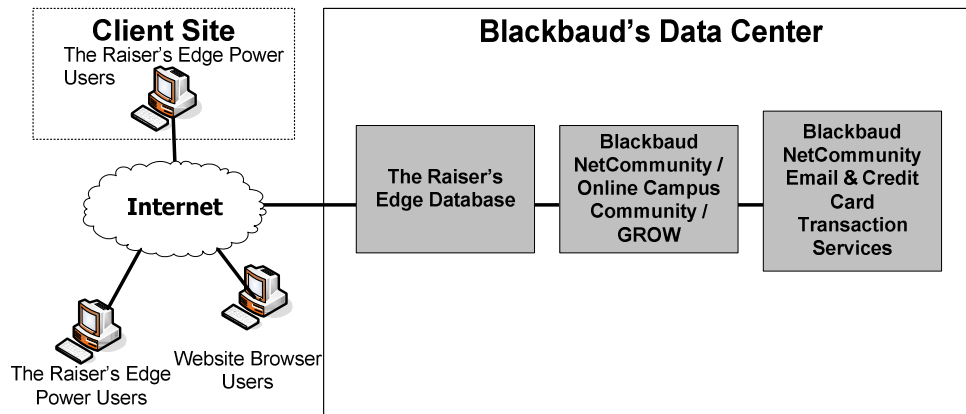 Client Site
The Raiser's Edge Power
Users
Internet
The Raiser's Edge
Power Users
Website Browser
Users
Blackbaud's Data Center
The Raiser's
Edge Database
Blackbaud
NetCommunity /
Online Campus
Community /
GROW
Blackbaud
NetCommunity
Email & Credit
Card
Transaction
Services